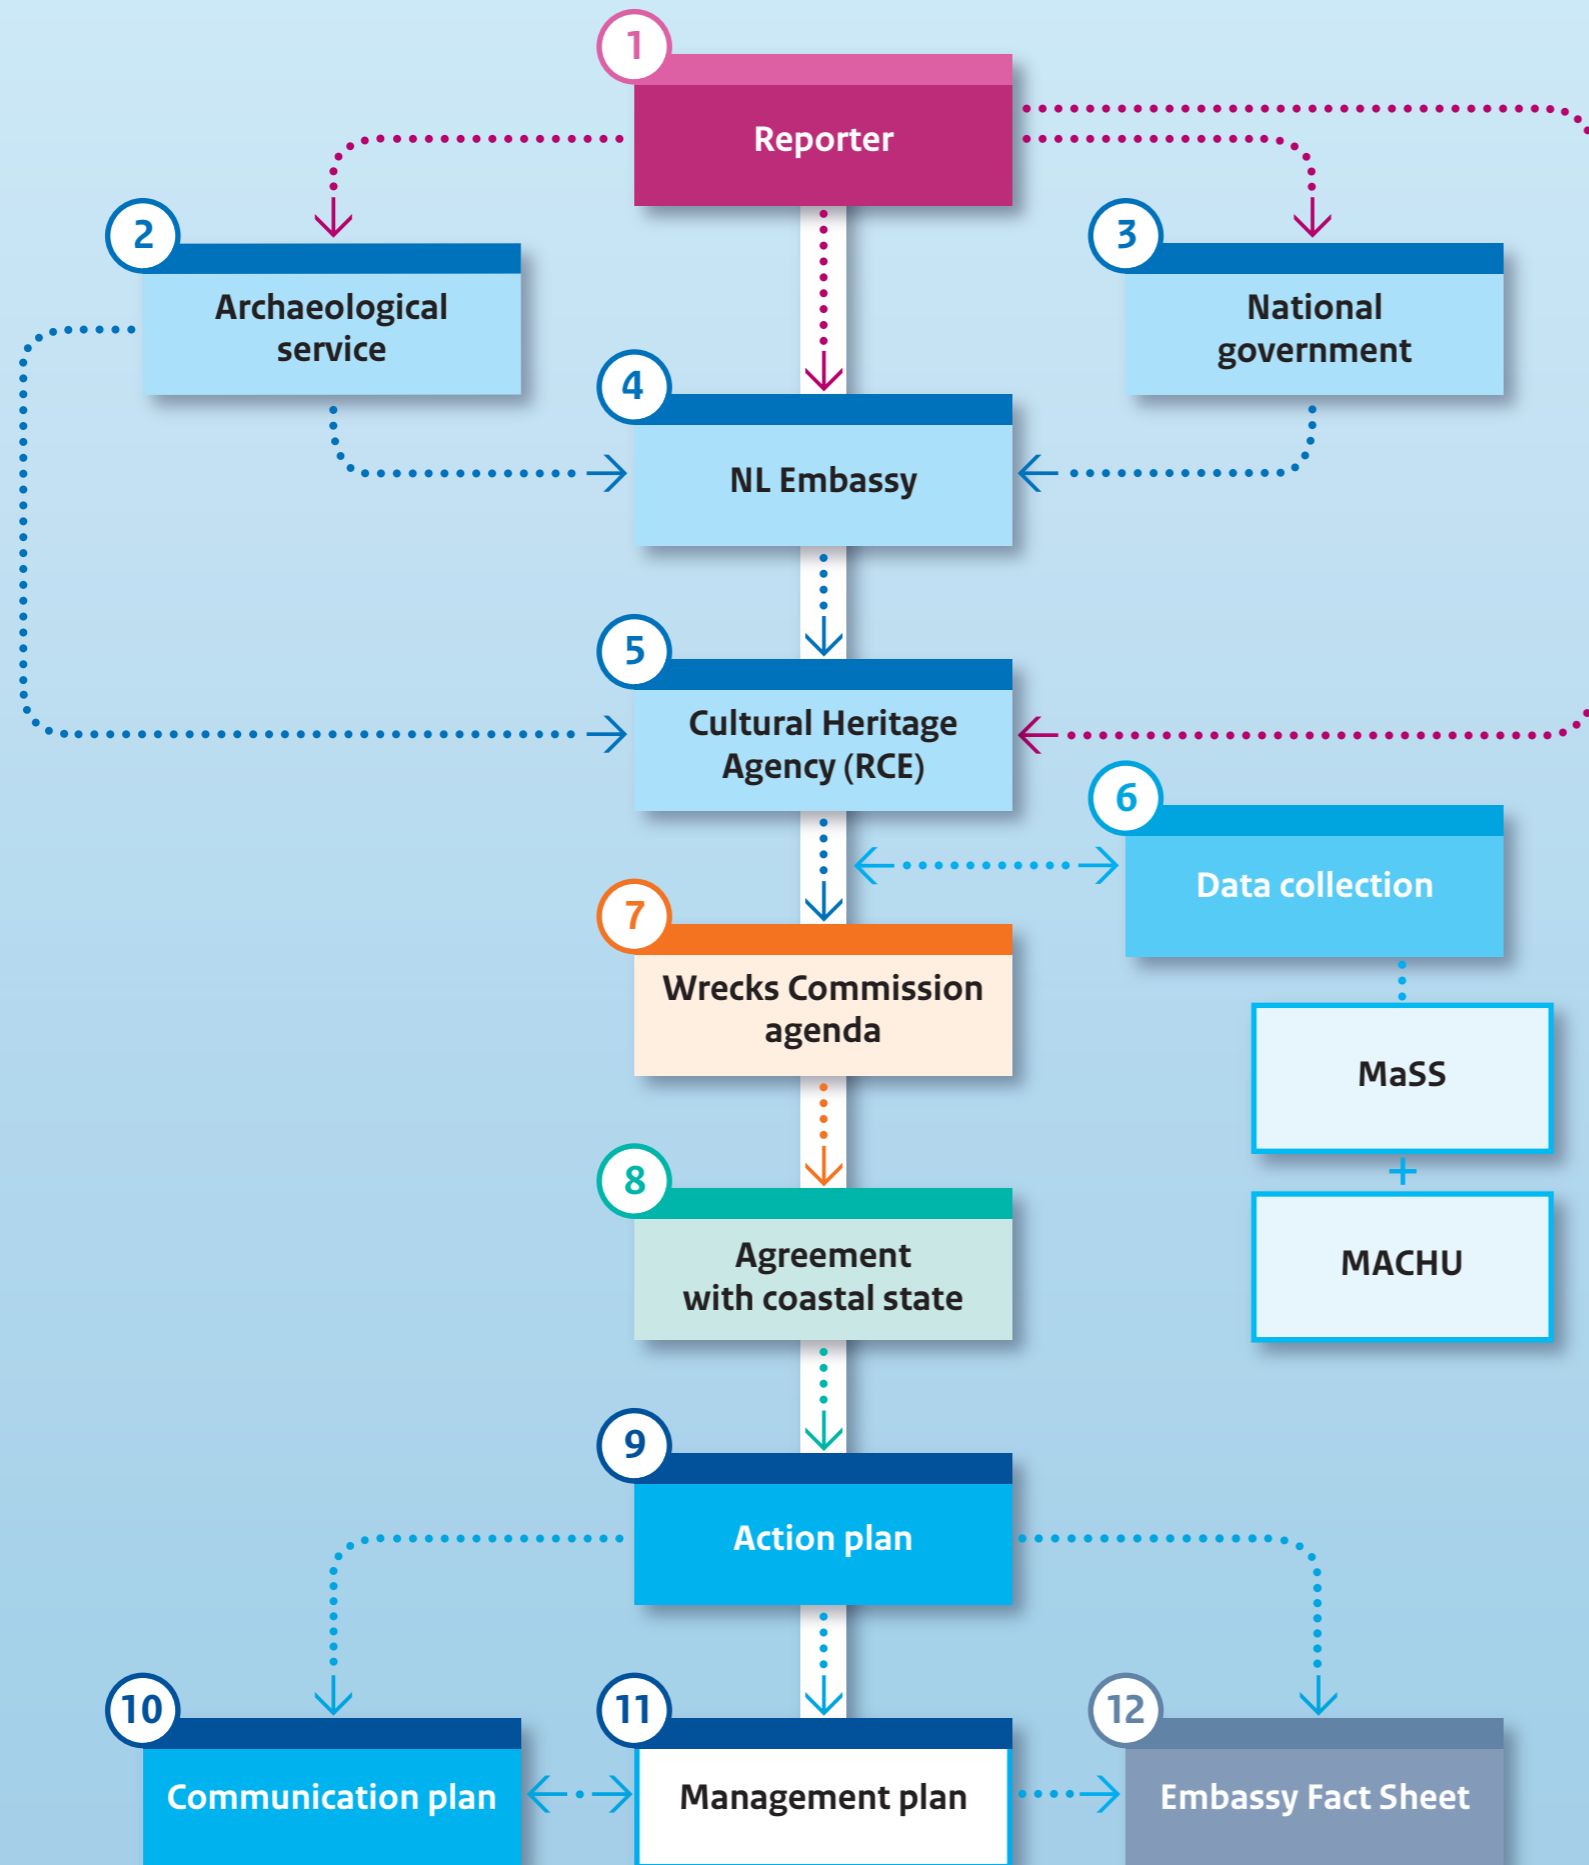 1
Reporter
2
Archaeological
service
3
National
government
4
NL Embassy
5
Cultural Heritage
Agency (RCE)
6
Data collection
7
Wrecks Commission
agenda
MaSS
+
MACHU
8
Agreement
with coastal state
9
Action plan
10
Communication plan
11
Management plan
12
Embassy Fact Sheet